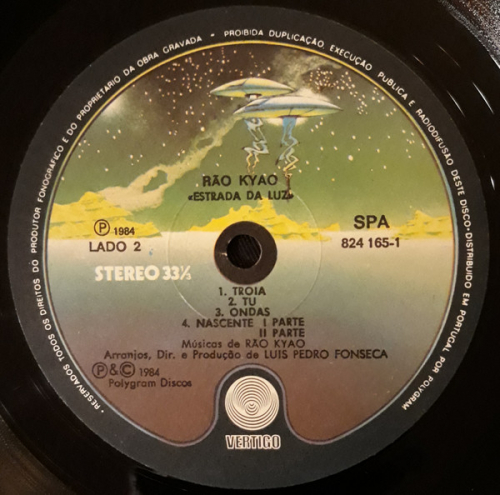 • RESERVADOS TODOS OS DIREITOS DO PRODUTOR FONOGRÁFICO E DO PROPRIETÁRIO DA OBRA GRAVADA • PROIBIDA DUPLICAÇÃO, EXECUÇÃO PUBLICA E RADIODIFUSÃO DESTE DISCO-DISTRIBUIDO EM PORTUGAL POR POLYGRAM
RÃO KYAO
«ESTRADA DA LUZ»
Ⓟ 1984
LADO 2
STEREO 33⅓
SPA
824 165-1
1. TROIA
2. TU
3. ONDAS
4. NASCENTE I PARTE
II PARTE
Músicas de RÃO KYAO
Arranjos, Dir. e Produção de LUIS PEDRO FONSECA
Ⓟ&© 1984
Polygram Discos
VERTIGO